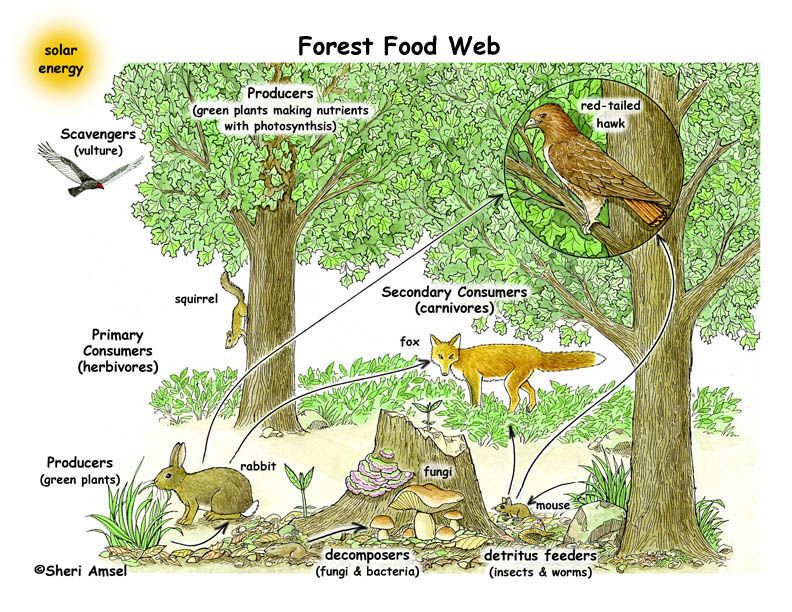 Forest Food Web
solar
energy
Producers
(green plants making nutrients
with photosynthsis)
red-tailed
hawk
Scavengers
(vulture)
squirrel
Secondary Consumers
(carnivores)
Primary
Consumers
(herbivores)
fox
Producers
(green plants)
rabbit
fungi
mouse
decomposers
(fungi & bacteria)
detritus feeders
(insects & worms)
©Sheri Amsel